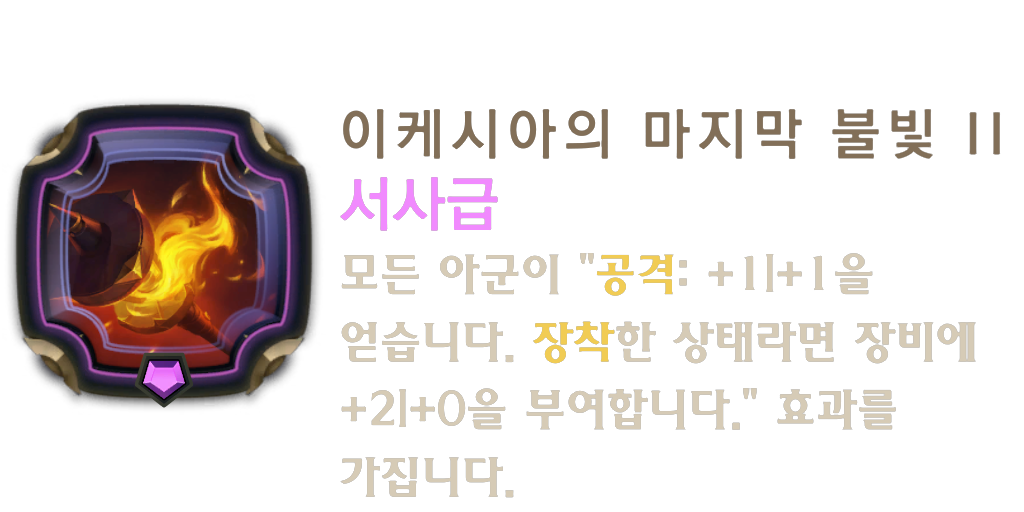 이케시아의 마지막 불빛 II
서사급
모든 아군이 "공격: +1|+1을
얻습니다. 장착한 상태라면 장비에
+2|+0을 부여합니다." 효과를
가집니다.